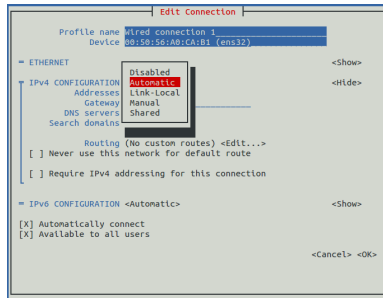 Edit Connection
Profile name Wired connection 1
Device 00:50:56:A0:CA:B1 (ens32)
= ETHERNET <Show>
Disabled
IPv4 CONFIGURATION Automatic <Hide>
Addresses Link-Local
Gateway Manual
DNS servers Shared
Search domains
Routing (No custom routes) <Edit...>
[ ] Never use this network for default route
[ ] Require IPv4 addressing for this connection
= IPv6 CONFIGURATION <Automatic> <Show>
[X] Automatically connect
[X] Available to all users
<Cancel> <OK>